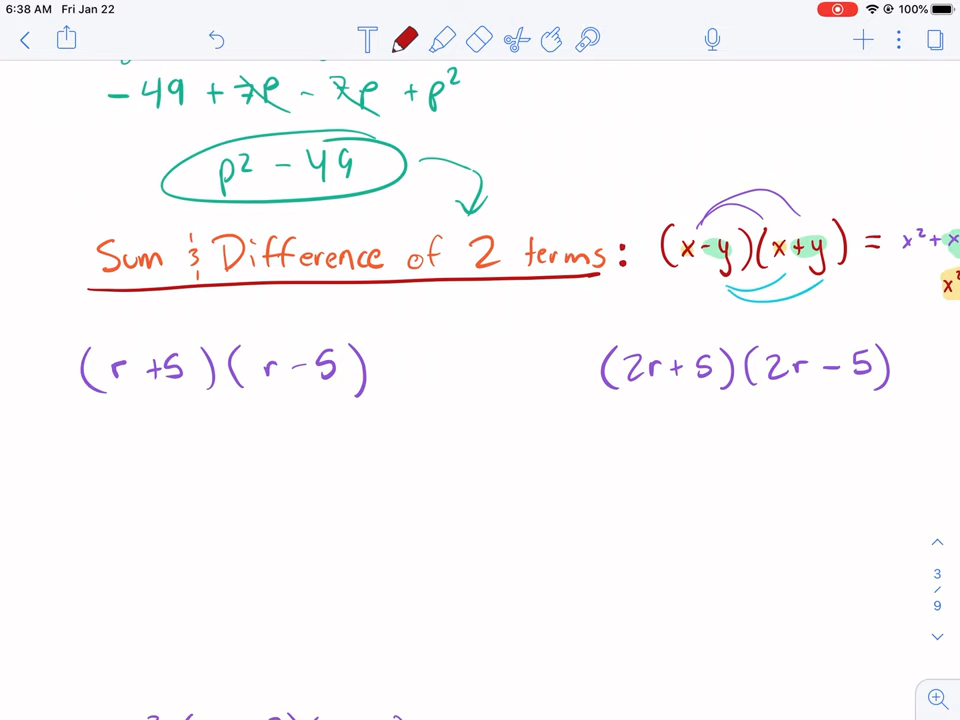 6:38 AM Fri Jan 22 100%
- 49 + 7p - 7p + p²
p² - 49
Sum & Difference of 2 terms : (x-y)(x+y) = x² + x
x²
(r +5)(r -5) (2r+5)(2r - 5)
3
/
9